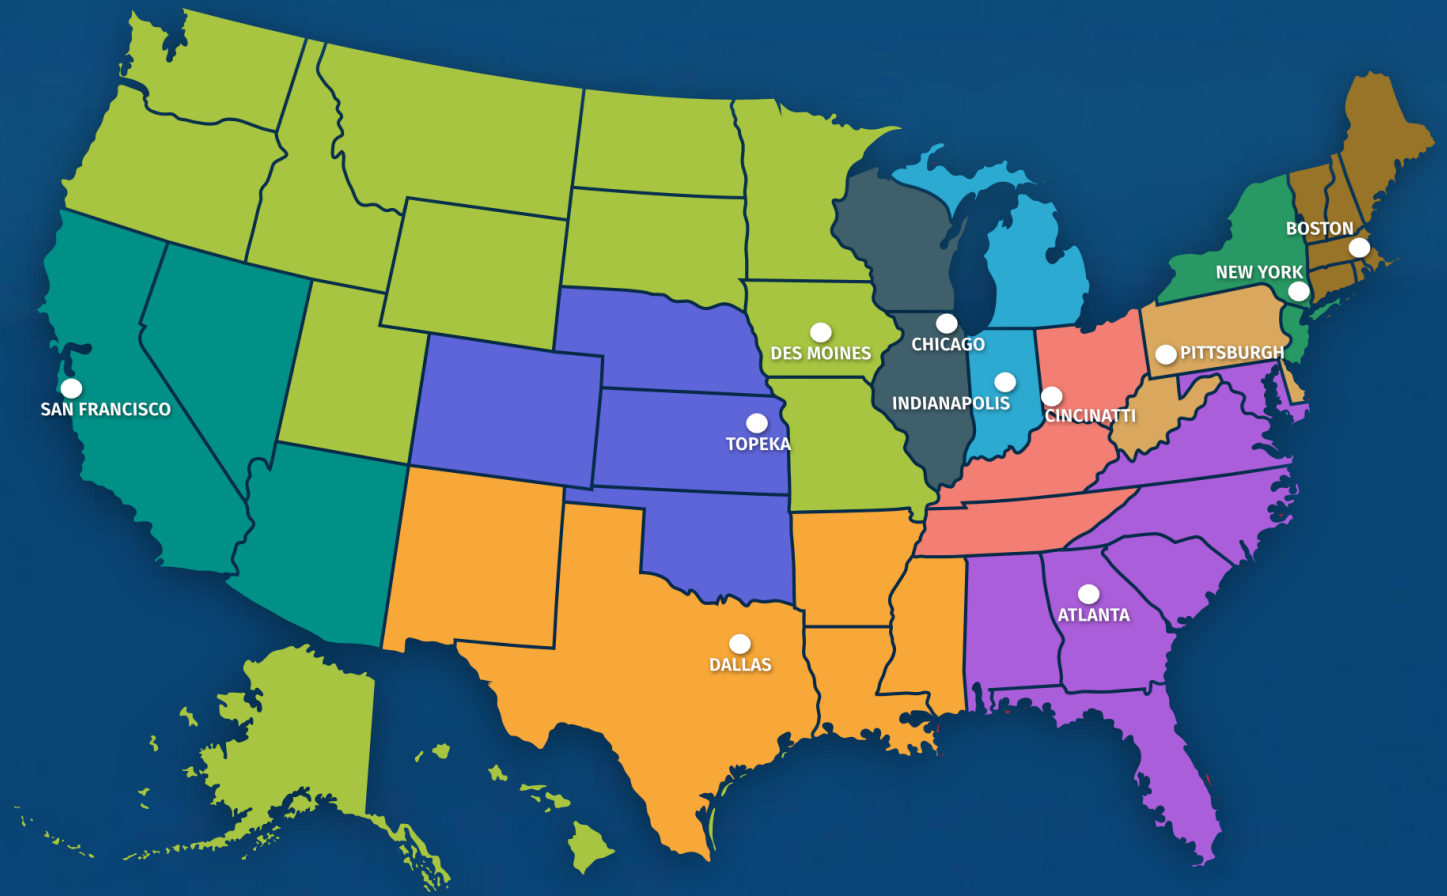 BOSTON
NEW YORK
CHICAGO
DES MOINES
PITTSBURGH
INDIANAPOLIS
SAN FRANCISCO
CINCINATTI
TOPEKA
ATLANTA
DALLAS